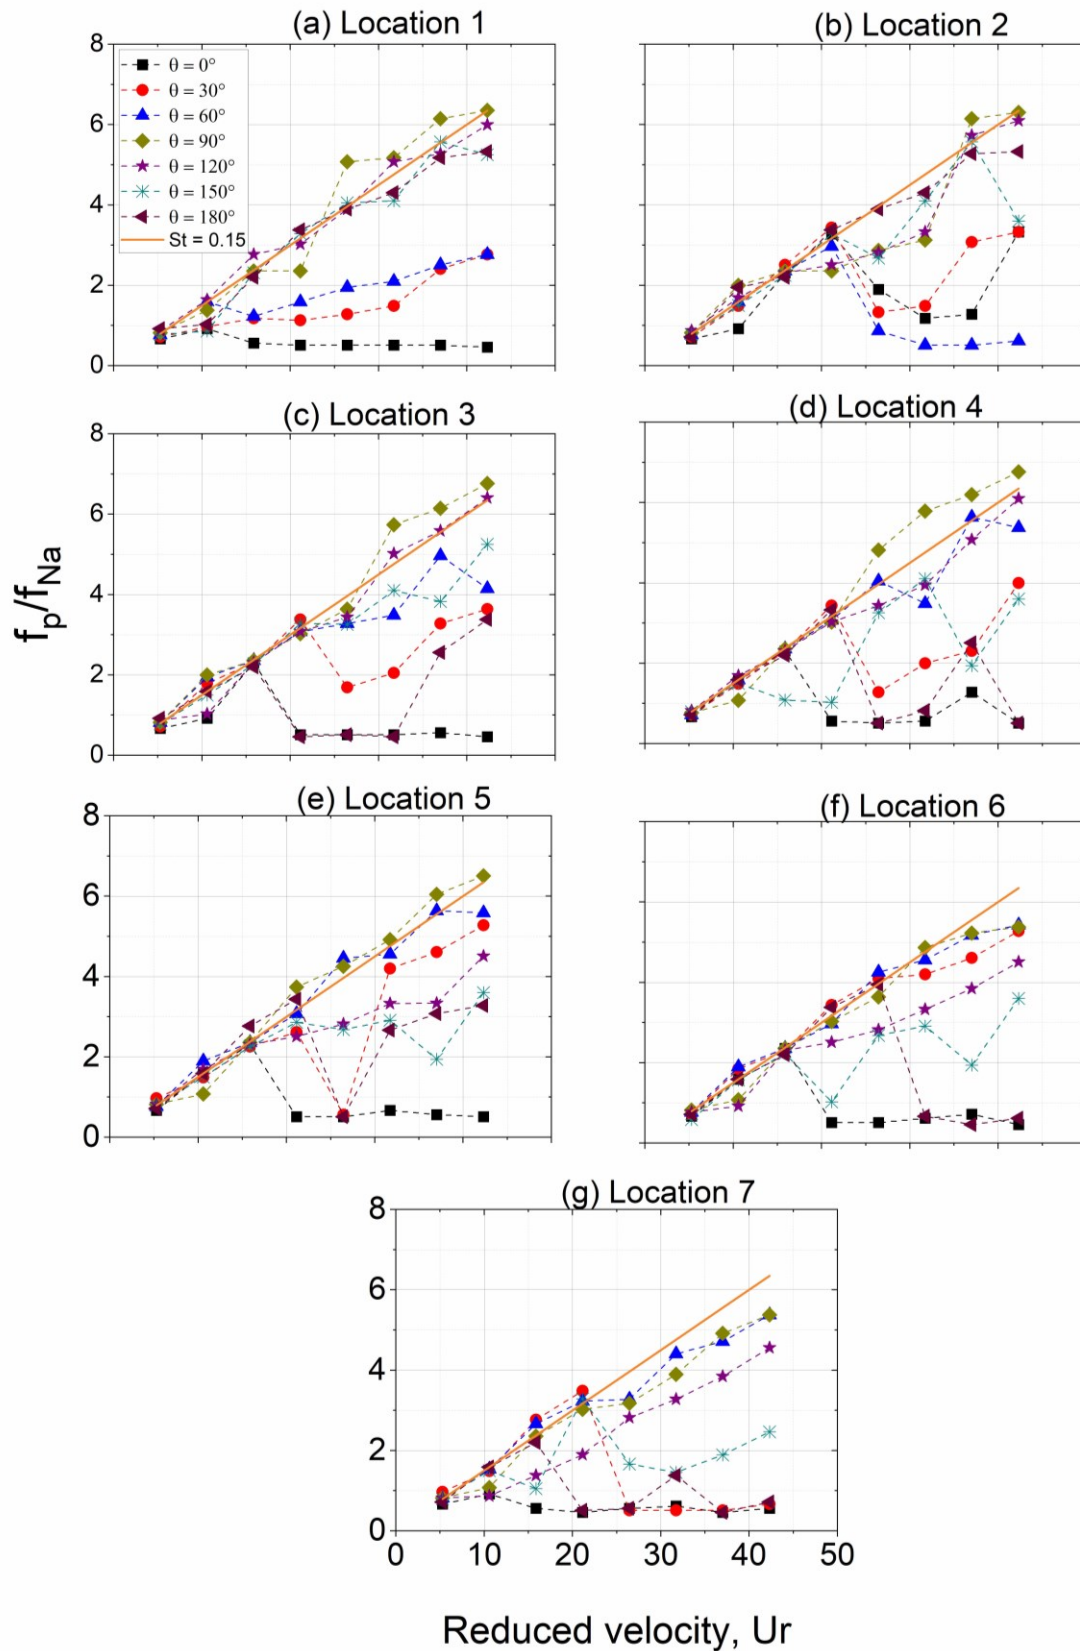 (a) Location 1
(b) Location 2
8
6
4
2
0
θ = 0°
θ = 30°
θ = 60°
θ = 90°
θ = 120°
θ = 150°
θ = 180°
St = 0.15
(c) Location 3
(d) Location 4
8
6
4
2
0
fp/fNa
(e) Location 5
(f) Location 6
8
6
4
2
0
(g) Location 7
8
6
4
2
0
0 10 20 30 40 50
Reduced velocity, Ur